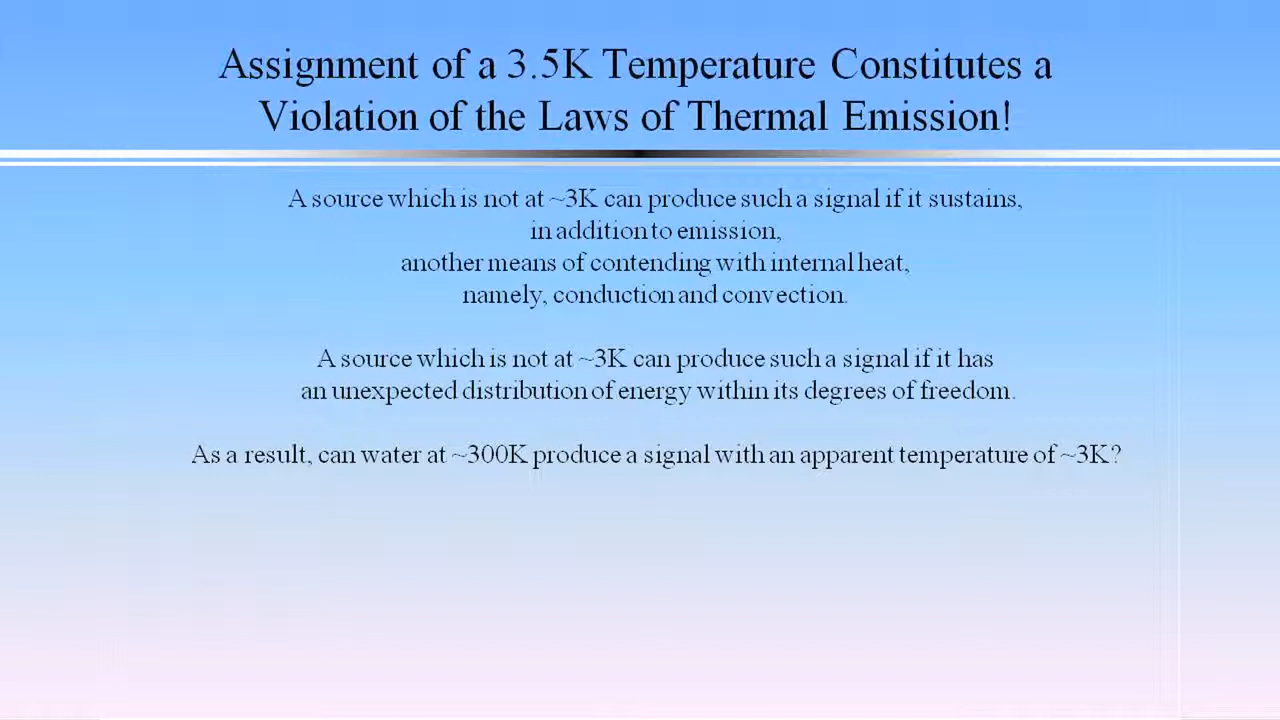 Assignment of a 3.5K Temperature Constitutes a
Violation of the Laws of Thermal Emission!
A source which is not at ~3K can produce such a signal if it sustains,
in addition to emission,
another means of contending with internal heat,
namely, conduction and convection.
A source which is not at ~3K can produce such a signal if it has
an unexpected distribution of energy within its degrees of freedom.
As a result, can water at ~300K produce a signal with an apparent temperature of ~3K?